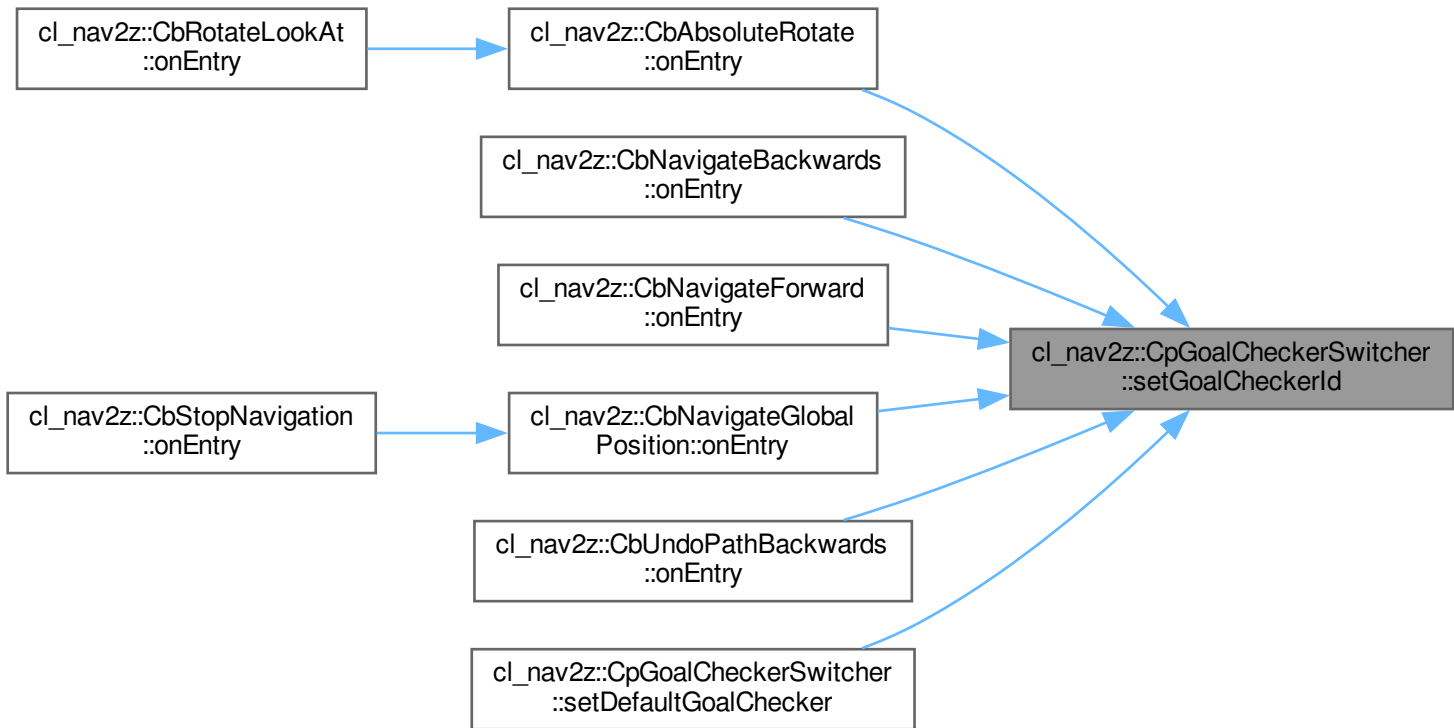 cl_nav2z::CbRotateLookAt
::onEntry
cl_nav2z::CbAbsoluteRotate
::onEntry
cl_nav2z::CbNavigateBackwards
::onEntry
cl_nav2z::CbNavigateForward
::onEntry
cl_nav2z::CpGoalCheckerSwitcher
::setGoalCheckerId
cl_nav2z::CbStopNavigation
::onEntry
cl_nav2z::CbNavigateGlobal
Position::onEntry
cl_nav2z::CbUndoPathBackwards
::onEntry
cl_nav2z::CpGoalCheckerSwitcher
::setDefaultGoalChecker